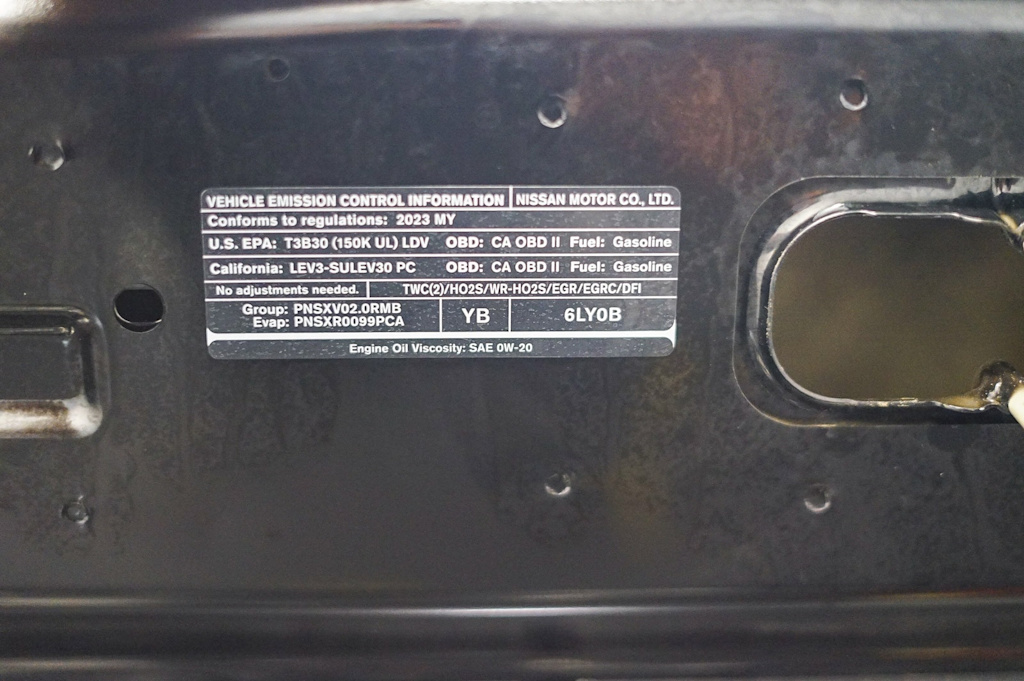 VEHICLE EMISSION CONTROL INFORMATION NISSAN MOTOR CO., LTD.
Conforms to regulations: 2023 MY
U.S. EPA: T3B30 (150K UL) LDV OBD: CA OBD II Fuel: Gasoline
California: LEV3-SULEV30 PC OBD: CA OBD II Fuel: Gasoline
No adjustments needed. TWC(2)/HO2S/WR-HO2S/EGR/EGRC/DFI
Group: PNSXV02.0RMB
Evap: PNSXR0099PCA
YB
6LY0B
Engine Oil Viscosity: SAE 0W-20